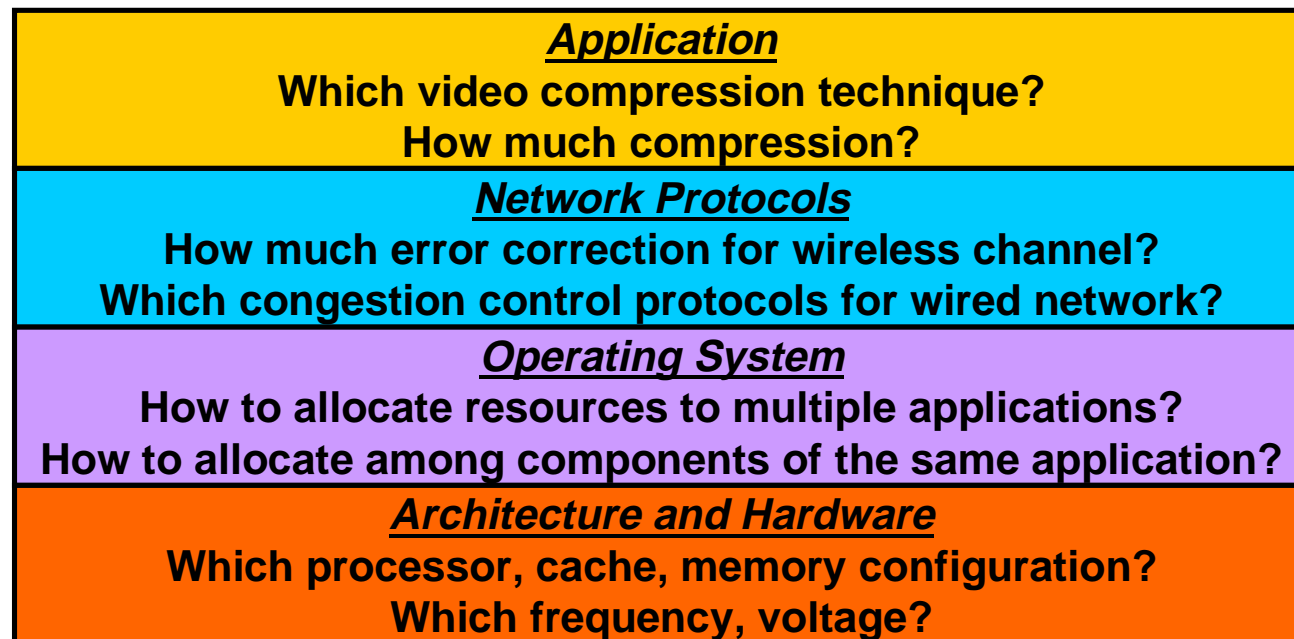 Application
Which video compression technique?
How much compression?
Network Protocols
How much error correction for wireless channel?
Which congestion control protocols for wired network?
Operating System
How to allocate resources to multiple applications?
How to allocate among components of the same application?
Architecture and Hardware
Which processor, cache, memory configuration?
Which frequency, voltage?